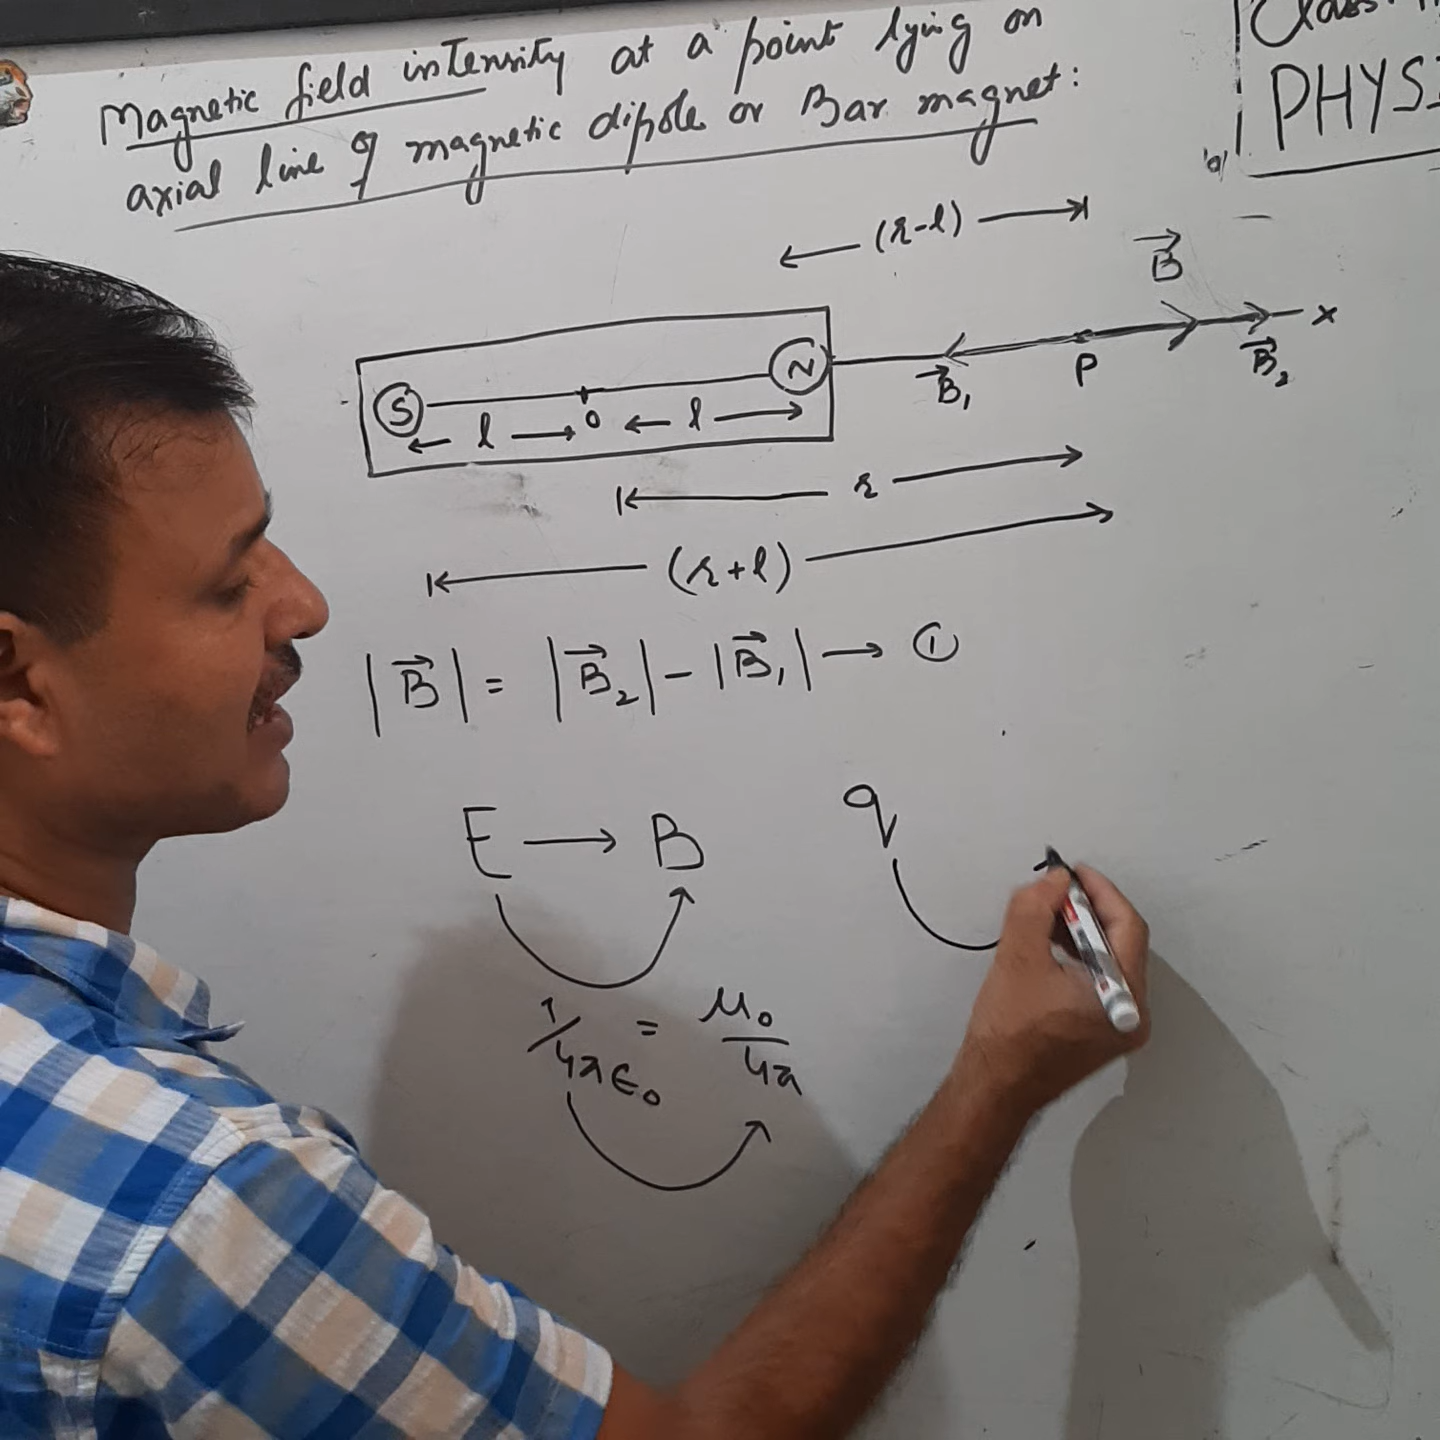 Magnetic field intensity at a point lying on
axial line of magnetic dipole or Bar magnet:
PHYS
(r-l)
B
S
N
x
O
B₁
P
B₂
l
l
r
(r+l)
|B| = |B₂| - |B₁| → ①
E → B
q
1/4πε₀ = μ₀/4π